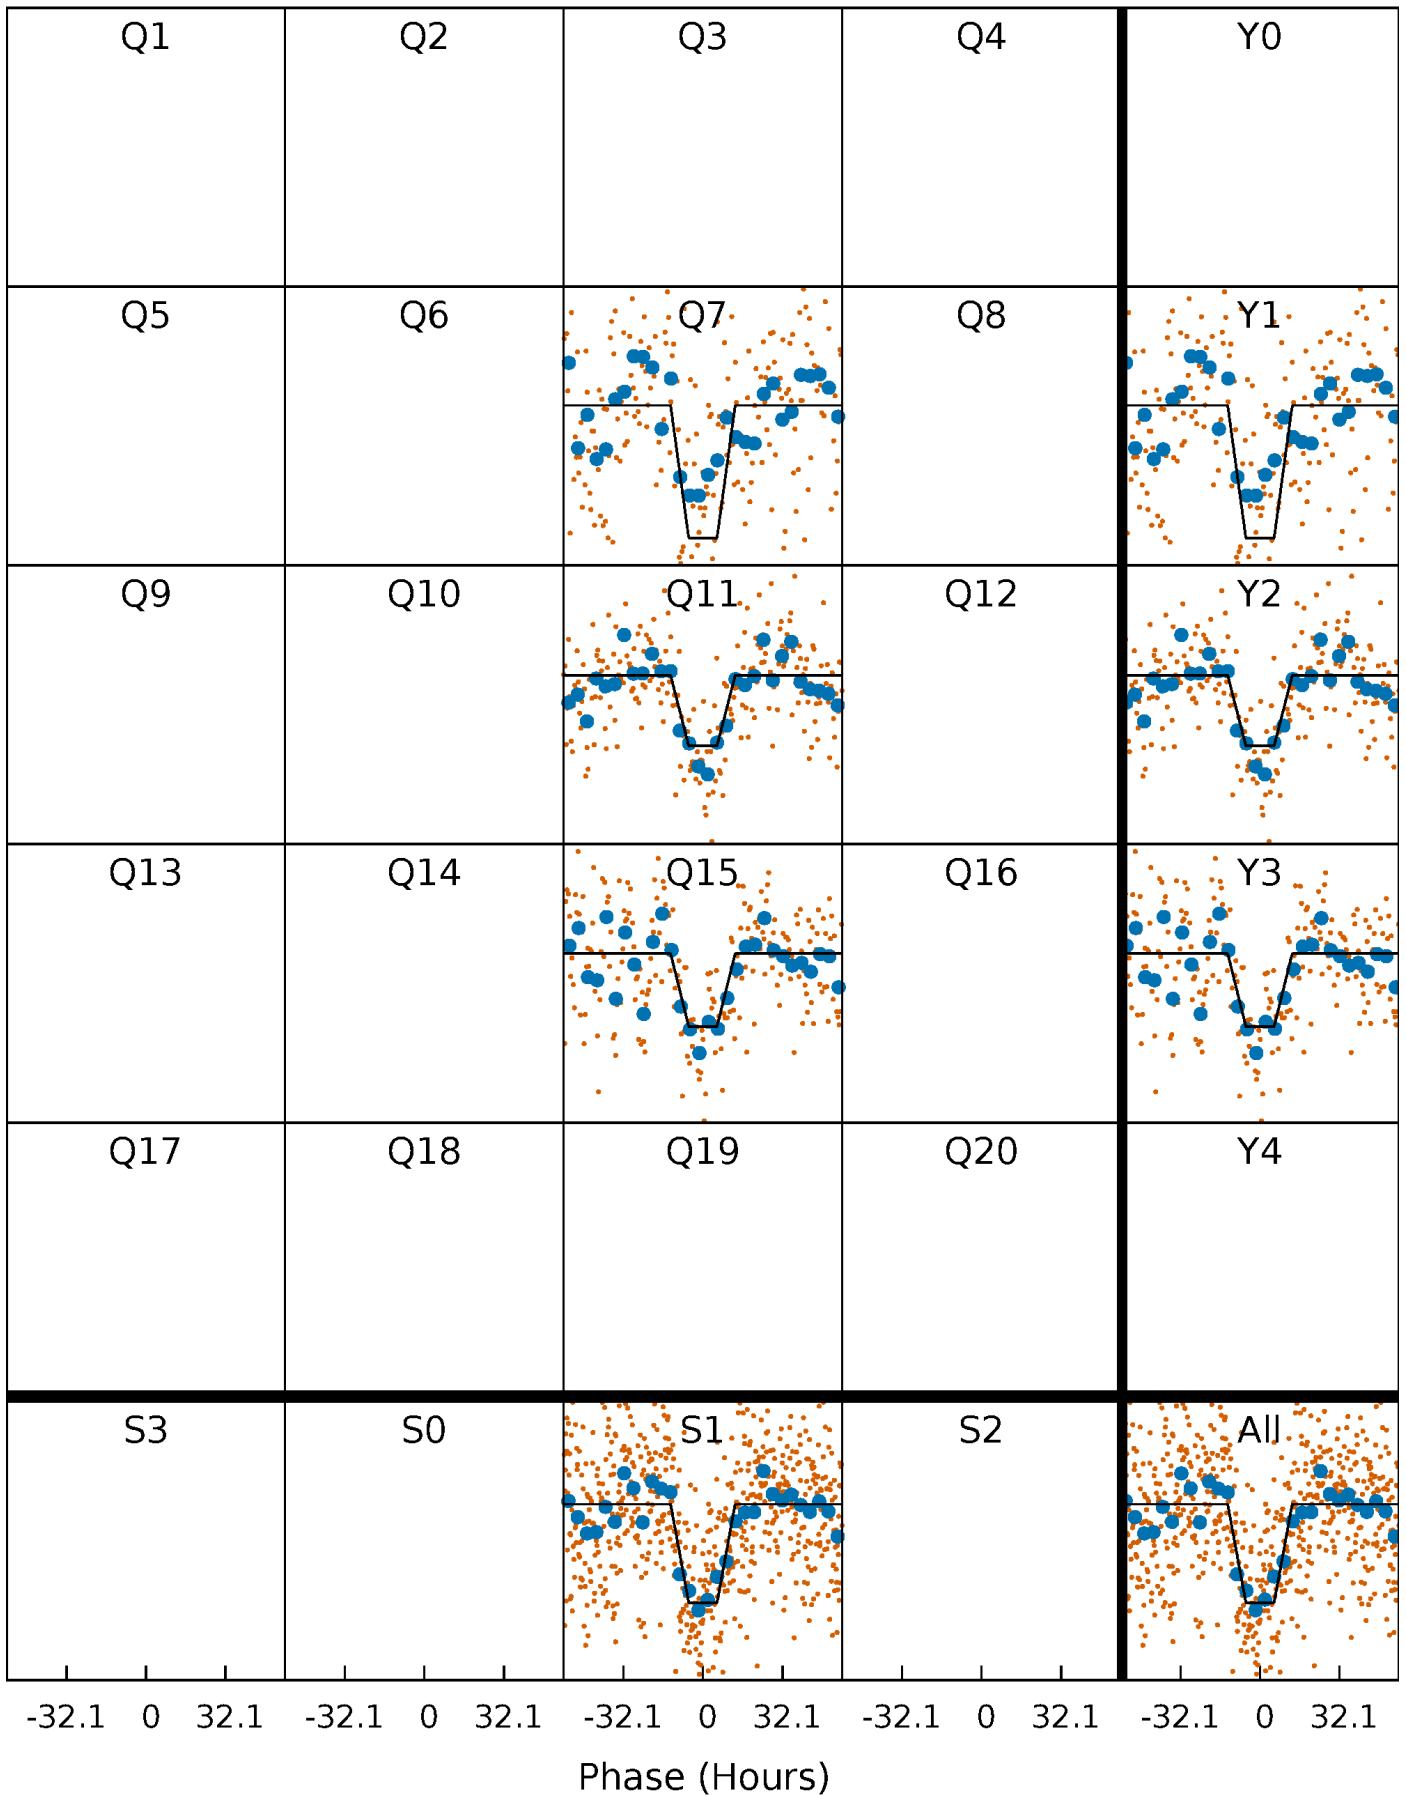 Q1 Q2 Q3 Q4 Y0
Q5 Q6 Q7 Q8 Y1
Q9 Q10 Q11 Q12 Y2
Q13 Q14 Q15 Q16 Y3
Q17 Q18 Q19 Q20 Y4
S3 S0 S1 S2 All
-32.1 0 32.1 -32.1 0 32.1 -32.1 0 32.1 -32.1 0 32.1 -32.1 0 32.1
Phase (Hours)